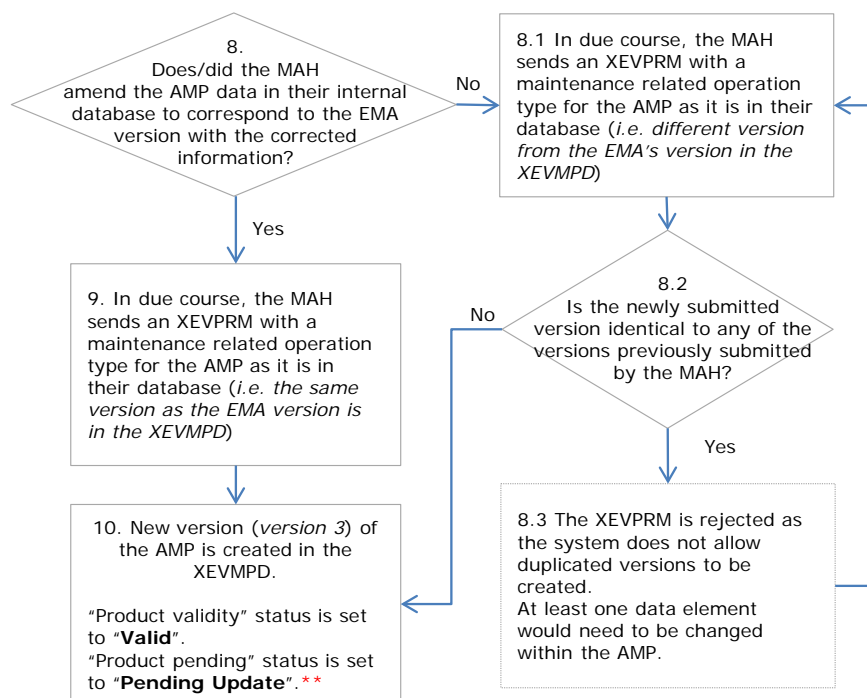 8.
Does/did the MAH
amend the AMP data in their internal
database to correspond to the EMA
version with the corrected
information?
No
8.1 In due course, the MAH
sends an XEVPRM with a
maintenance related operation
type for the AMP as it is in their
database (i.e. different version
from the EMA's version in the
XEVMPD)
Yes
9. In due course, the MAH
sends an XEVPRM with a
maintenance related operation
type for the AMP as it is in
their database (i.e. the same
version as the EMA version is
in the XEVMPD)
No
8.2
Is the newly submitted
version identical to any of the
versions previously submitted
by the MAH?
Yes
10. New version (version 3) of
the AMP is created in the
XEVMPD.
"Product validity" status is set
to "Valid".
"Product pending" status is set
to "Pending Update".**
8.3 The XEVPRM is rejected as
the system does not allow
duplicated versions to be
created.
At least one data element
would need to be changed
within the AMP.